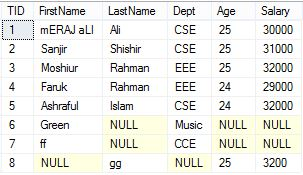 TID FirstName LastName Dept Age Salary
1 mERAJ aLI Ali CSE 25 30000
2 Sanjir Shishir CSE 25 31000
3 Moshiur Rahman EEE 25 32000
4 Faruk Rahman EEE 24 29000
5 Ashraful Islam CSE 24 32000
6 Green NULL Music NULL NULL
7 ff NULL CCE NULL NULL
8 NULL gg NULL 25 3200